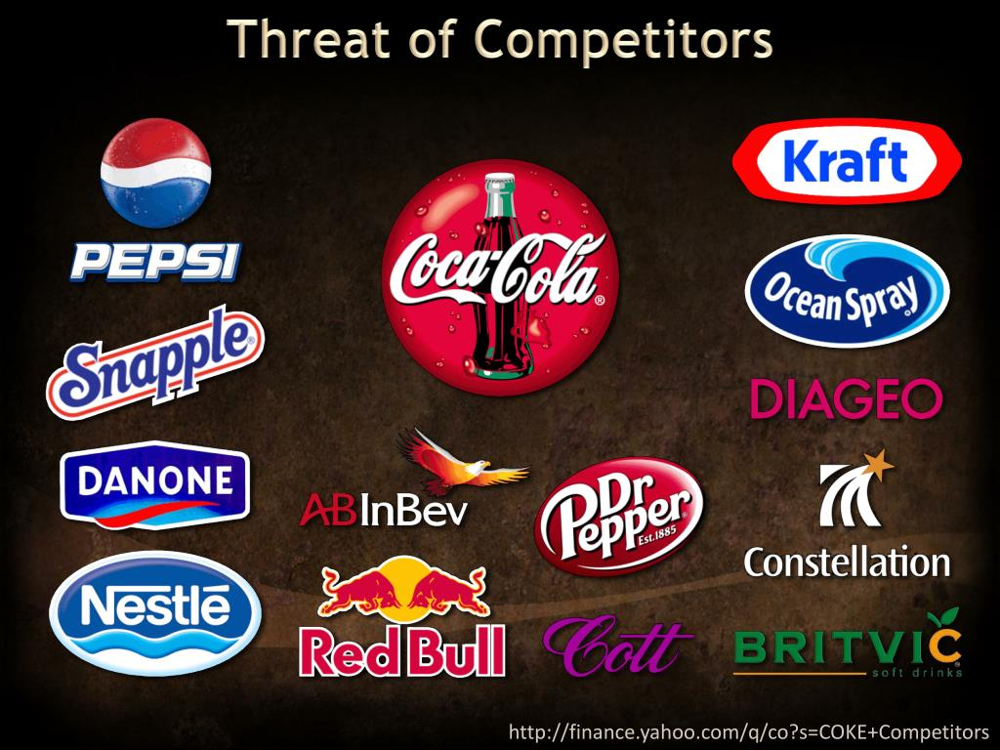 Threat of Competitors
PEPSI
Snapple®
DANONE
Nestlé
Coca-Cola®
ABInBev
Red Bull
Dr
Pepper
Est.1885
Cott
Kraft
Ocean Spray
DIAGEO
Constellation
BRITVIC
soft drinks
http://finance.yahoo.com/q/co?s=COKE+Competitors